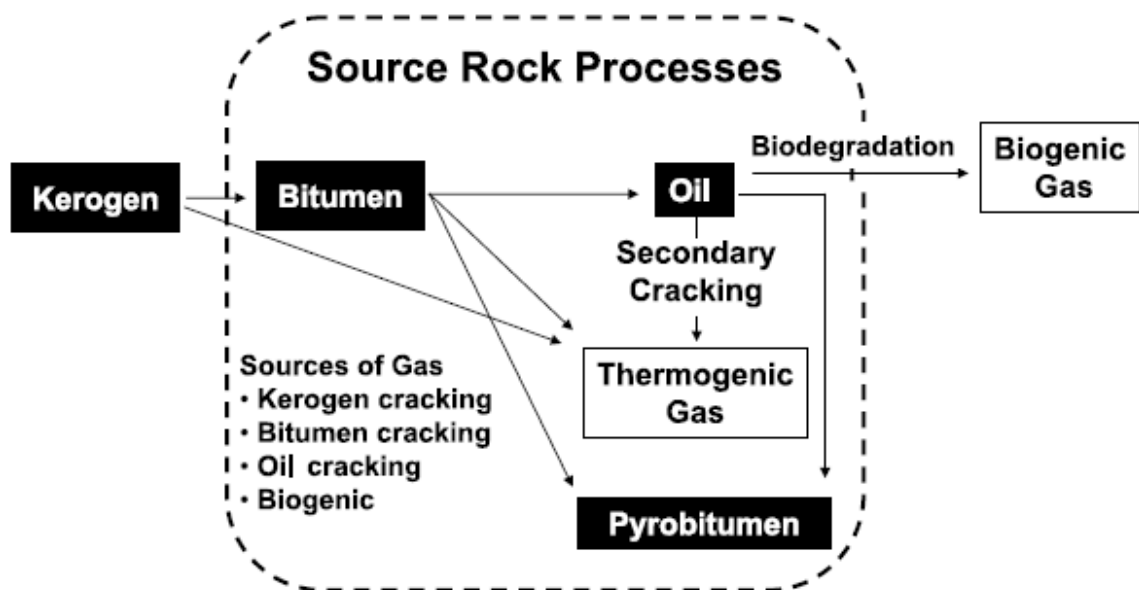 Source Rock Processes
Biodegradation
Biogenic
Gas
Kerogen
Bitumen
Oil
Secondary
Cracking
Thermogenic
Gas
Sources of Gas
• Kerogen cracking
• Bitumen cracking
• Oil cracking
• Biogenic
Pyrobitumen